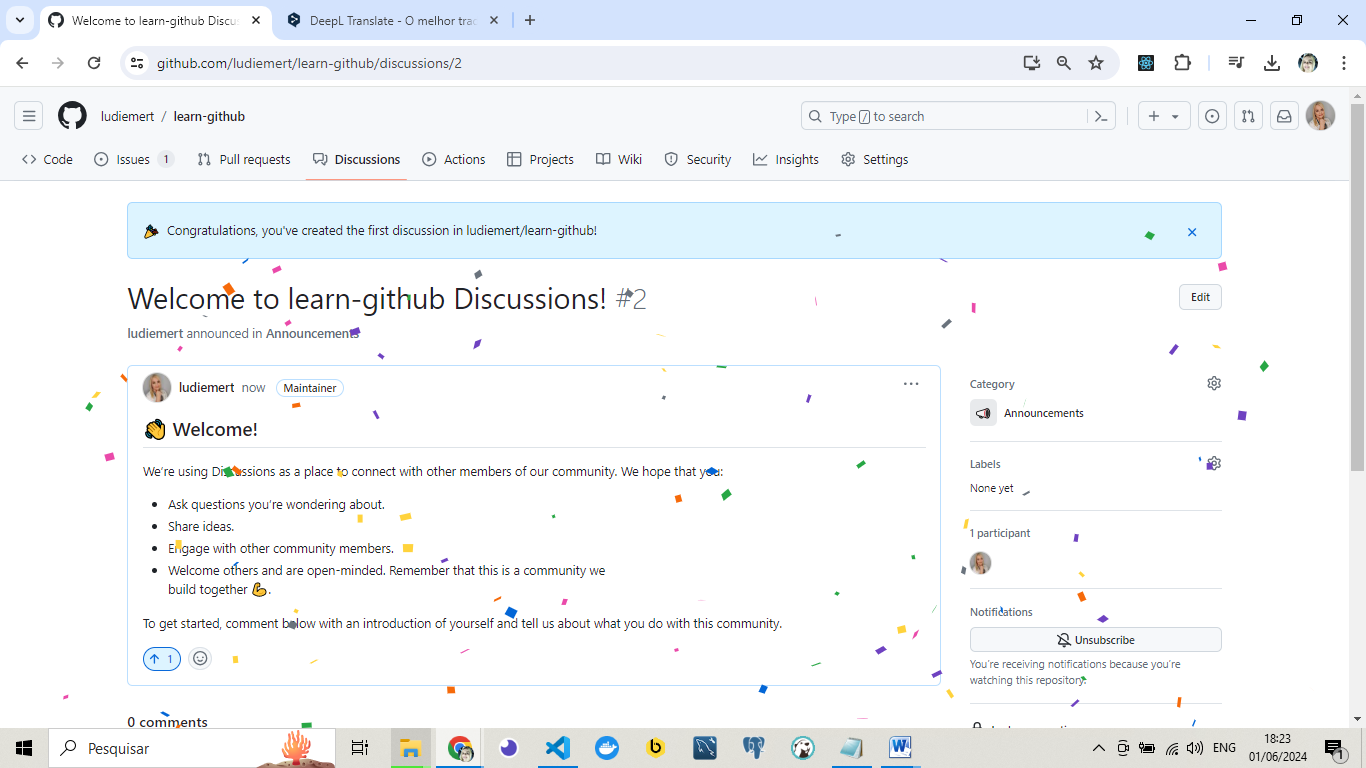 Welcome to learn-github Discus
DeepL Translate - O melhor trad
github.com/ludiemert/learn-github/discussions/2
ludiemert / learn-github
Type / to search
Code
Issues 1
Pull requests
Discussions
Actions
Projects
Wiki
Security
Insights
Settings
Congratulations, you've created the first discussion in ludiemert/learn-github!
Welcome to learn-github Discussions! #2
Edit
ludiemert announced in Announcements
ludiemert now Maintainer
👋 Welcome!
We're using Discussions as a place to connect with other members of our community. We hope that you:
• Ask questions you're wondering about.
• Share ideas.
• Engage with other community members.
• Welcome others and are open-minded. Remember that this is a community we
build together 💪.
To get started, comment below with an introduction of yourself and tell us about what you do with this community.
↑ 1
0 comments
Category
Announcements
Labels
None yet
1 participant
Notifications
Unsubscribe
You're receiving notifications because you're
watching this repository.
Pesquisar
ENG
18:23
01/06/2024
1